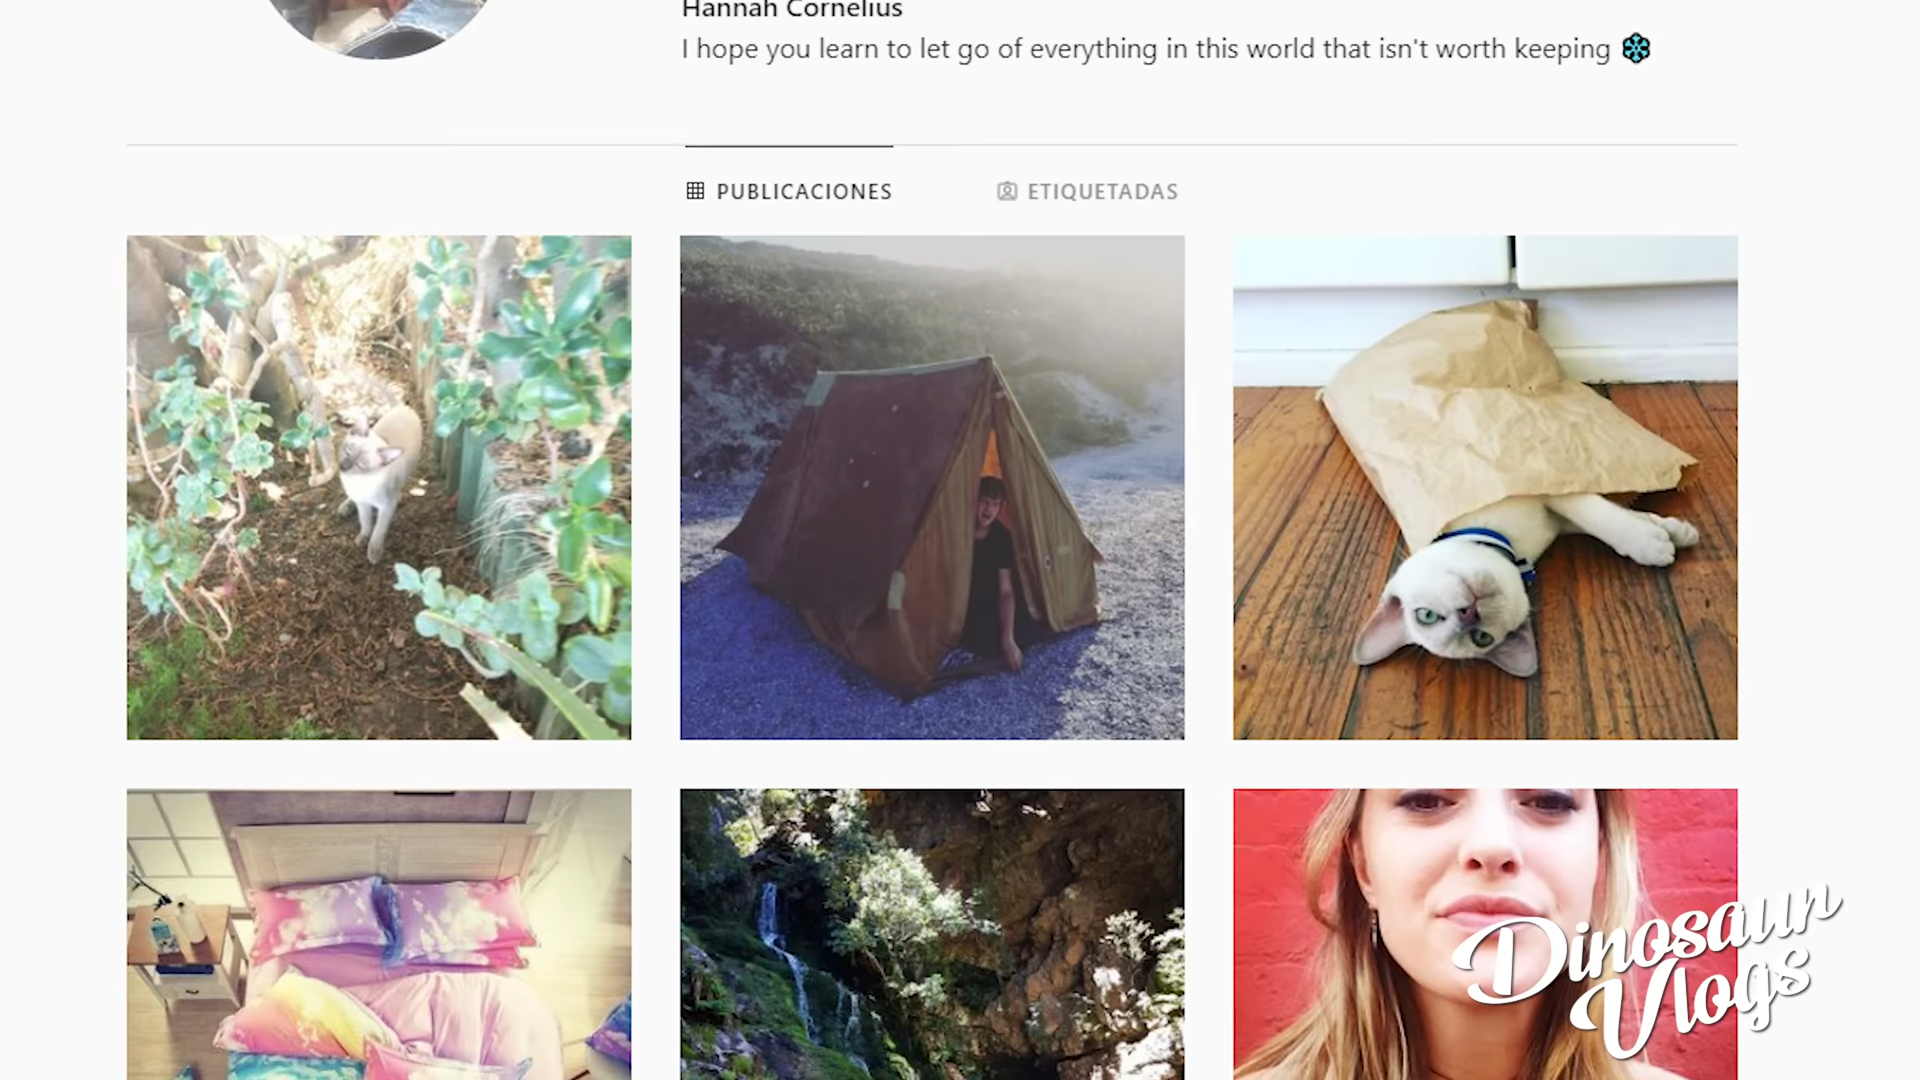 Hannah Cornelius
I hope you learn to let go of everything in this world that isn't worth keeping ❄
PUBLICACIONES
ETIQUETADAS
Dinosaun
Vlogs